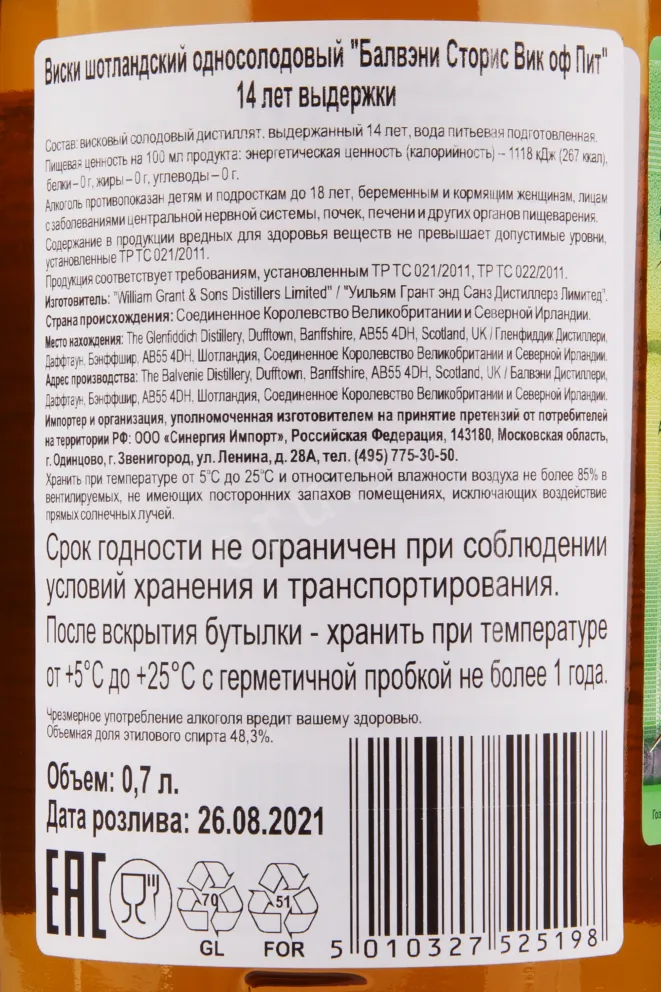 Виски шотландский односолодовый "Балвэни Сторис Вик оф Пит"
14 лет выдержки
Состав: висковый солодовый дистиллят, выдержанный 14 лет, вода питьевая подготовленная.
Пищевая ценность на 100 мл продукта: энергетическая ценность (калорийность) – 1118 кДж (267 ккал),
белки – 0 г, жиры – 0 г, углеводы – 0 г.
Алкоголь противопоказан детям и подросткам до 18 лет, беременным и кормящим женщинам, лицам
с заболеваниями центральной нервной системы, почек, печени и других органов пищеварения.
Содержание в продукции вредных для здоровья веществ не превышает допустимые уровни,
установленные ТР ТС 021/2011.
Продукция соответствует требованиям, установленным ТР ТС 021/2011, ТР ТС 022/2011.
Изготовитель: "William Grant & Sons Distillers Limited" / "Уильям Грант энд Санз Дистиллерз Лимитед".
Страна происхождения: Соединенное Королевство Великобритании и Северной Ирландии.
Место нахождения: The Glenfiddich Distillery, Dufftown, Banffshire, AB55 4DH, Scotland, UK / Гленфиддик Дистиллери,
Даффтаун, Бэнффшир, AB55 4DH, Шотландия, Соединенное Королевство Великобритании и Северной Ирландии.
Адрес производства: The Balvenie Distillery, Dufftown, Banffshire, AB55 4DH, Scotland, UK / Балвэни Дистиллери,
Даффтаун, Бэнффшир, AB55 4DH, Шотландия, Соединенное Королевство Великобритании и Северной Ирландии.
Импортер и организация, уполномоченная изготовителем на принятие претензий от потребителей
на территории РФ: ООО «Синергия Импорт», Российская Федерация, 143180, Московская область,
г. Одинцово, г. Звенигород, ул. Ленина, д. 28А, тел. (495) 775-30-50.
Хранить при температуре от 5°C до 25°C и относительной влажности воздуха не более 85% в
вентилируемых, не имеющих посторонних запахов помещениях, исключающих воздействие
прямых солнечных лучей.
Срок годности не ограничен при соблюдении
условий хранения и транспортирования.
После вскрытия бутылки - хранить при температуре
от +5°C до +25°C с герметичной пробкой не более 1 года.
Чрезмерное употребление алкоголя вредит вашему здоровью.
Объемная доля этилового спирта 48,3%.
Объем: 0,7 л.
Дата розлива: 26.08.2021
EAC
70
51
GL
FOR
5 010327 525198